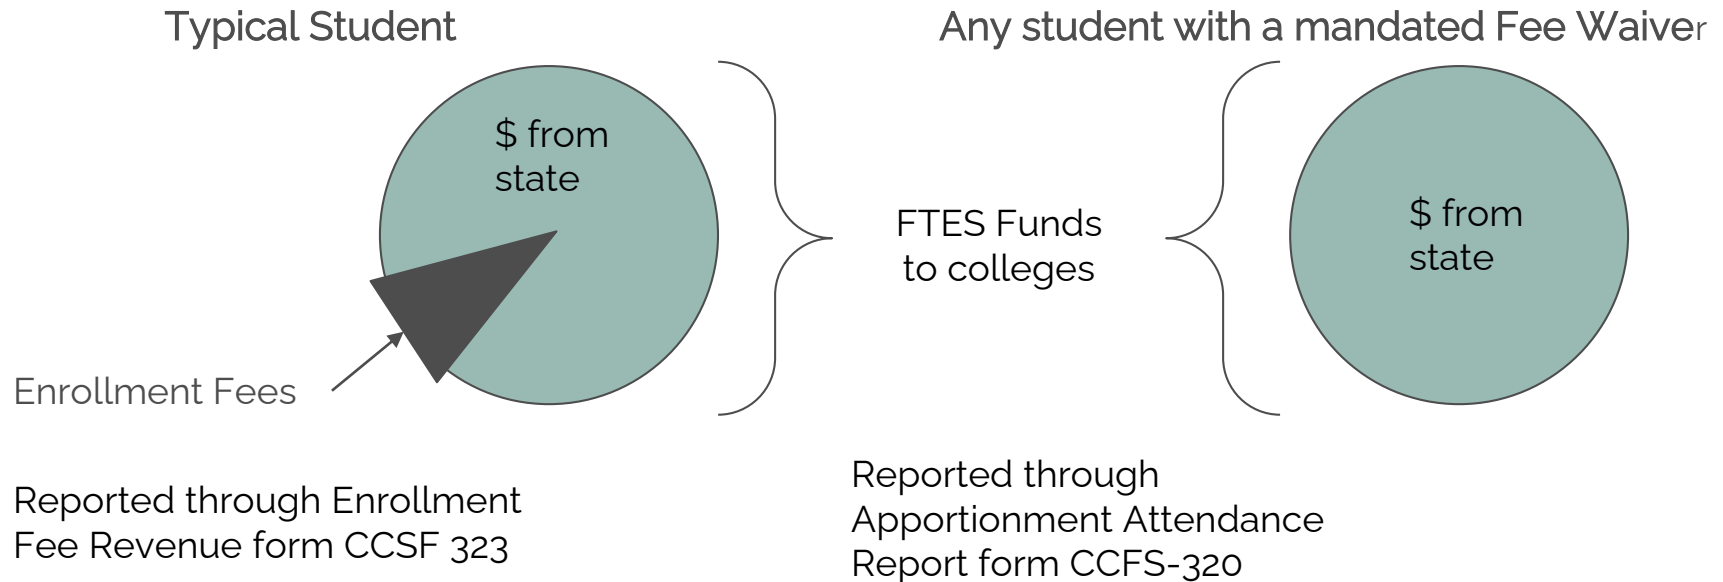 Typical Student
Any student with a mandated Fee Waiver
$ from
state
FTES Funds
to colleges
$ from
state
Enrollment Fees
Reported through Enrollment
Fee Revenue form CCSF 323
Reported through
Apportionment Attendance
Report form CCFS-320